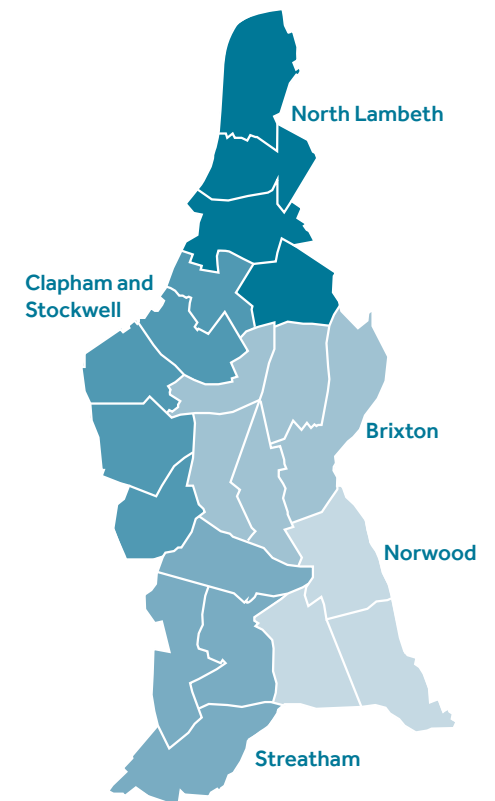 North Lambeth
Clapham and
Stockwell
Brixton
Norwood
Streatham